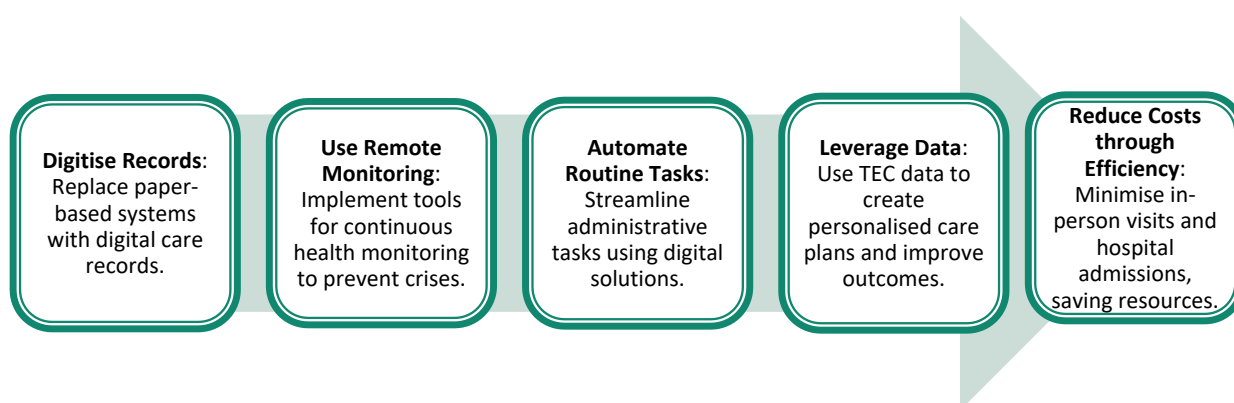 Digitise Records:
Replace paper-
based systems
with digital care
records.
Use Remote
Monitoring:
Implement tools
for continuous
health monitoring
to prevent crises.
Automate
Routine Tasks:
Streamline
administrative
tasks using digital
solutions.
Leverage Data:
Use TEC data to
create
personalised care
plans and improve
outcomes.
Reduce Costs
through
Efficiency:
Minimise in-
person visits and
hospital
admissions,
saving resources.